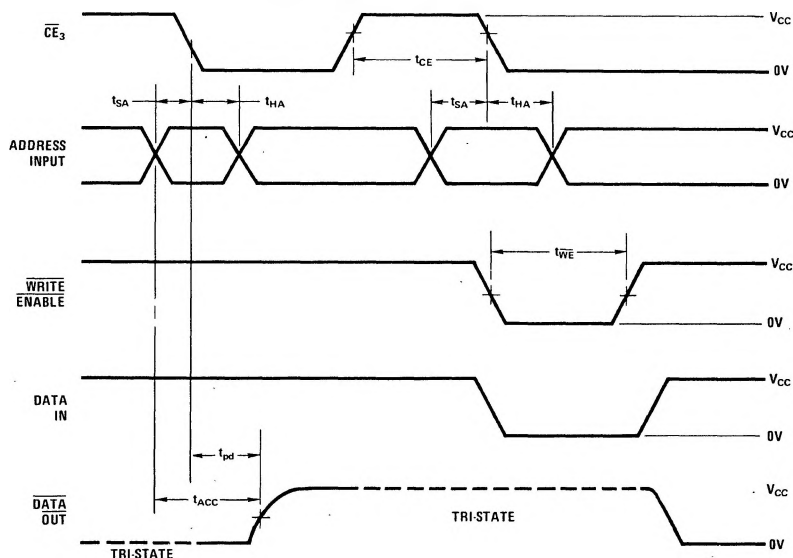 CE3
VCC
tCE
0V
tSA
tHA
tSA
tHA
VCC
ADDRESS
INPUT
0V
tWE
VCC
WRITE
ENABLE
0V
VCC
DATA
IN
0V
tpd
tACC
VCC
DATA
OUT
TRI-STATE
0V
TRI-STATE